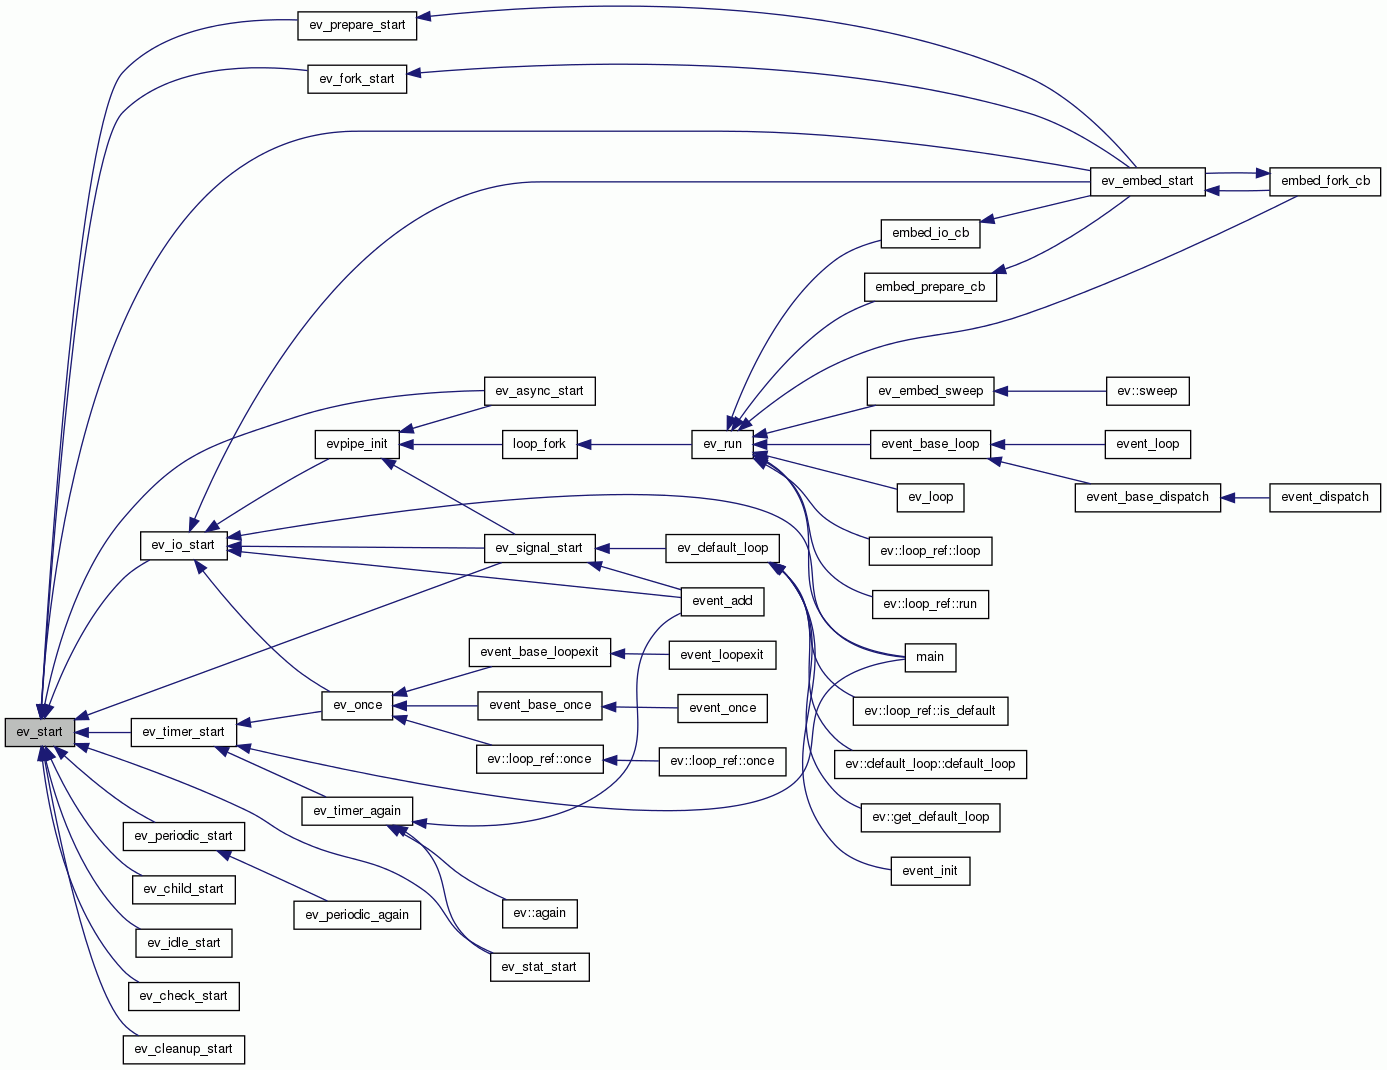 ev_prepare_start
ev_fork_start
ev_embed_start
embed_fork_cb
embed_io_cb
embed_prepare_cb
ev_async_start
ev_embed_sweep
ev::sweep
evpipe_init
loop_fork
ev_run
event_base_loop
event_loop
ev_loop
event_base_dispatch
event_dispatch
ev_io_start
ev_signal_start
ev_default_loop
ev::loop_ref::loop
event_add
ev::loop_ref::run
event_base_loopexit
event_loopexit
main
ev_once
event_base_once
event_once
ev::loop_ref::is_default
ev_start
ev_timer_start
ev::loop_ref::once
ev::loop_ref::once
ev::default_loop::default_loop
ev_timer_again
ev::get_default_loop
ev_periodic_start
event_init
ev_child_start
ev_periodic_again
ev::again
ev_idle_start
ev_stat_start
ev_check_start
ev_cleanup_start